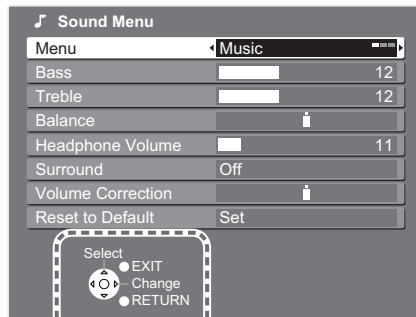 Sound Menu
Menu Music
Bass 12
Treble 12
Balance
Headphone Volume 11
Surround Off
Volume Correction
Reset to Default Set
Select
EXIT
Change
RETURN